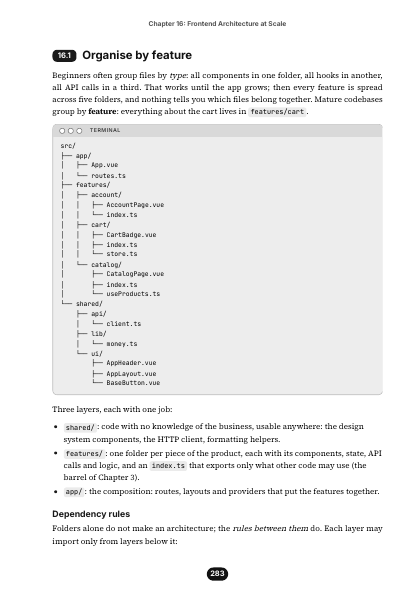 Chapter 16: Frontend Architecture at Scale
16.1 Organise by feature
Beginners often group files by type: all components in one folder, all hooks in another,
all API calls in a third. That works until the app grows; then every feature is spread
across five folders, and nothing tells you which files belong together. Mature codebases
group by feature: everything about the cart lives in features/cart.
TERMINAL
src/
├── app/
│   ├── App.vue
│   └── routes.ts
├── features/
│   ├── account/
│   │   ├── AccountPage.vue
│   │   └── index.ts
│   ├── cart/
│   │   ├── CartBadge.vue
│   │   ├── index.ts
│   │   └── store.ts
│   └── catalog/
│       ├── CatalogPage.vue
│       ├── index.ts
│       └── useProducts.ts
└── shared/
    ├── api/
    │   └── client.ts
    ├── lib/
    │   └── money.ts
    └── ui/
        ├── AppHeader.vue
        ├── AppLayout.vue
        └── BaseButton.vue
Three layers, each with one job:
• shared/: code with no knowledge of the business, usable anywhere: the design
system components, the HTTP client, formatting helpers.
• features/: one folder per piece of the product, each with its components, state, API
calls and logic, and an index.ts that exports only what other code may use (the
barrel of Chapter 3).
• app/: the composition: routes, layouts and providers that put the features together.
Dependency rules
Folders alone do not make an architecture; the rules between them do. Each layer may
import only from layers below it:
283